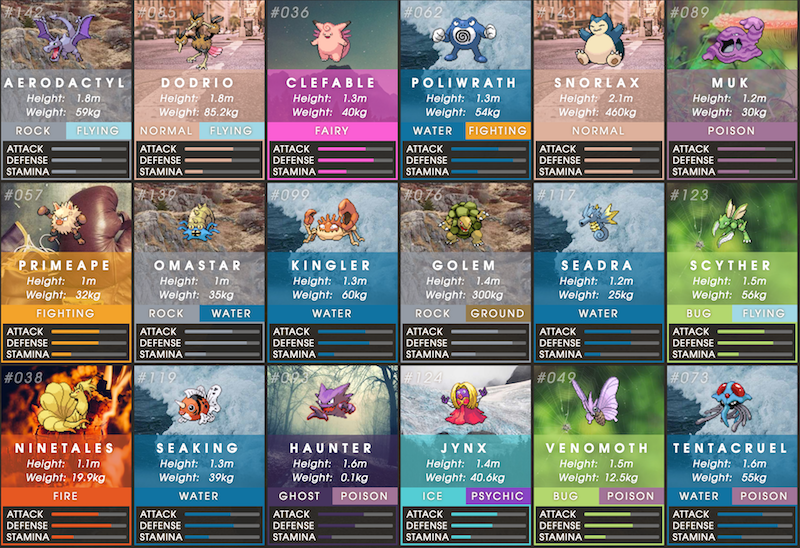 #142
AERODACTYL
Height: 1.8m
Weight: 59kg
ROCK FLYING
ATTACK
DEFENSE
STAMINA
#085
DODRIO
Height: 1.8m
Weight: 85.2kg
NORMAL FLYING
ATTACK
DEFENSE
STAMINA
#036
CLEFABLE
Height: 1.3m
Weight: 40kg
FAIRY
ATTACK
DEFENSE
STAMINA
#062
POLIWRATH
Height: 1.3m
Weight: 54kg
WATER FIGHTING
ATTACK
DEFENSE
STAMINA
#143
SNORLAX
Height: 2.1m
Weight: 460kg
NORMAL
ATTACK
DEFENSE
STAMINA
#089
MUK
Height: 1.2m
Weight: 30kg
POISON
ATTACK
DEFENSE
STAMINA
#057
PRIMEAPE
Height: 1m
Weight: 32kg
FIGHTING
ATTACK
DEFENSE
STAMINA
#139
OMASTAR
Height: 1m
Weight: 35kg
ROCK WATER
ATTACK
DEFENSE
STAMINA
#099
KINGLER
Height: 1.3m
Weight: 60kg
WATER
ATTACK
DEFENSE
STAMINA
#076
GOLEM
Height: 1.4m
Weight: 300kg
ROCK GROUND
ATTACK
DEFENSE
STAMINA
#117
SEADRA
Height: 1.2m
Weight: 25kg
WATER
ATTACK
DEFENSE
STAMINA
#123
SCYTHER
Height: 1.5m
Weight: 56kg
BUG FLYING
ATTACK
DEFENSE
STAMINA
#038
NINETALES
Height: 1.1m
Weight: 19.9kg
FIRE
ATTACK
DEFENSE
STAMINA
#119
SEAKING
Height: 1.3m
Weight: 39kg
WATER
ATTACK
DEFENSE
STAMINA
#093
HAUNTER
Height: 1.6m
Weight: 0.1kg
GHOST POISON
ATTACK
DEFENSE
STAMINA
#124
JYNX
Height: 1.4m
Weight: 40.6kg
ICE PSYCHIC
ATTACK
DEFENSE
STAMINA
#049
VENOMOTH
Height: 1.5m
Weight: 12.5kg
BUG POISON
ATTACK
DEFENSE
STAMINA
#073
TENTACRUEL
Height: 1.6m
Weight: 55kg
WATER POISON
ATTACK
DEFENSE
STAMINA